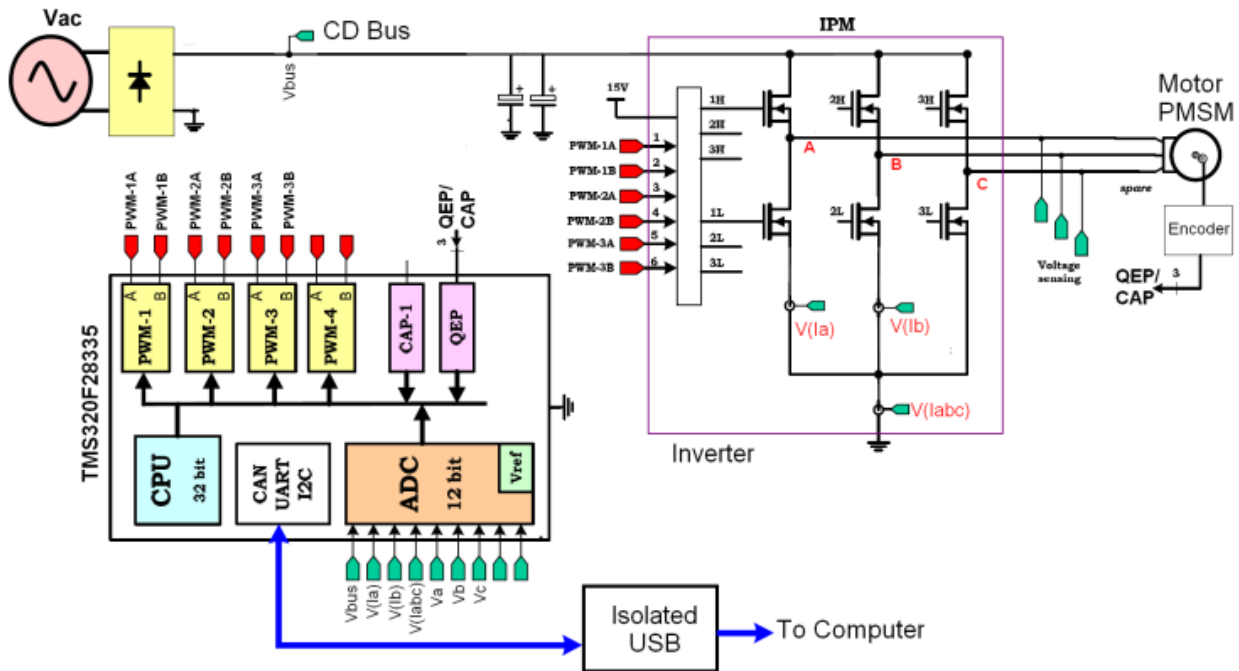 Vac
CD Bus
Vbus
IPM
15V
1H
2H
3H
1L
2L
3L
PWM-1A
1
PWM-1B
2
PWM-2A
3
PWM-2B
4
PWM-3A
5
PWM-3B
6
2H
3H
2L
3L
A
B
C
Motor
PMSM
spare
Encoder
Voltage
sensing
QEP/
CAP
3
V(Ia)
V(Ib)
V(Iabc)
Inverter
PWM-1A
PWM-1B
PWM-2A
PWM-2B
PWM-3A
PWM-3B
QEP/
CAP
3
A
B
A
B
A
B
A
B
PWM-1
PWM-2
PWM-3
PWM-4
CAP-1
QEP
TMS320F28335
CPU
32 bit
CAN
UART
I2C
ADC
12 bit
Vref
Vbus
V(Ia)
V(Ib)
V(Iabc)
Va
Vb
Vc
Isolated
USB
To Computer